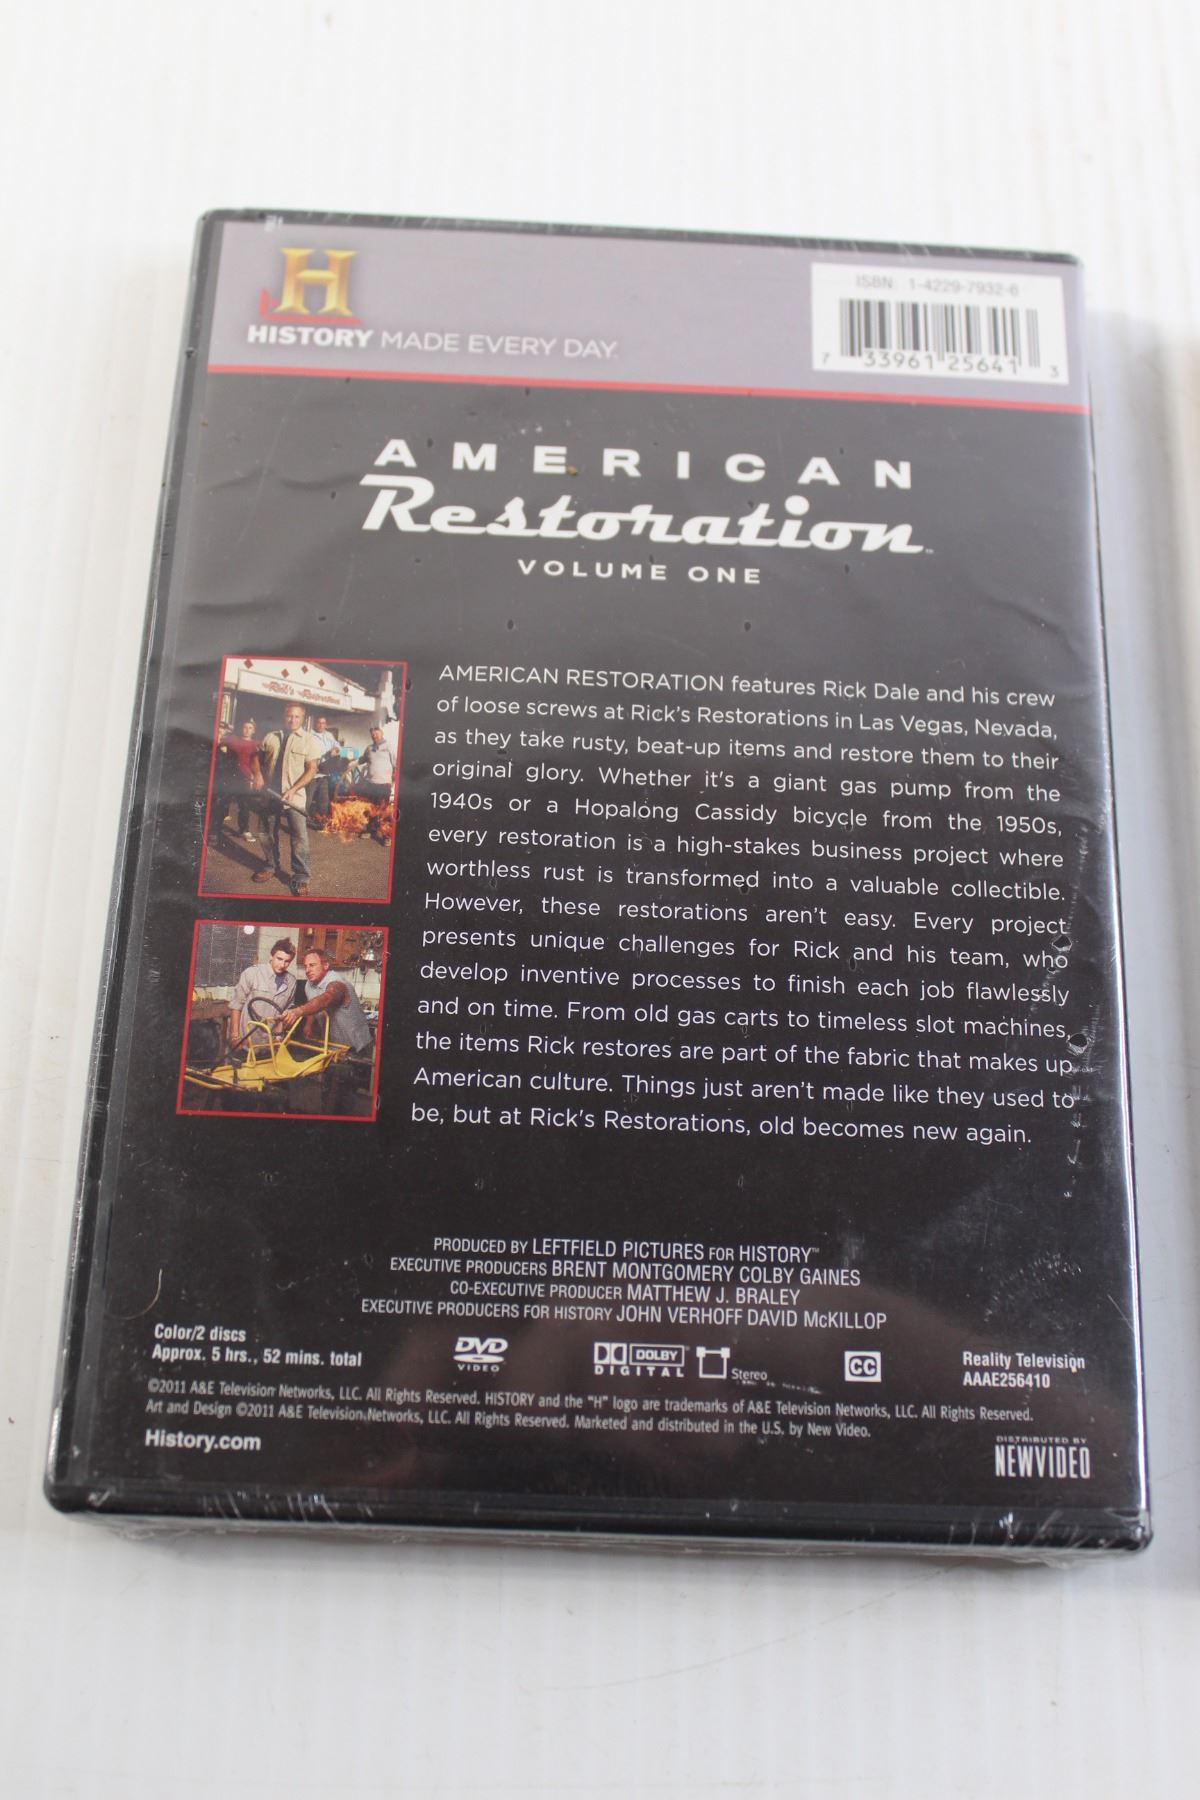 H
HISTORY MADE EVERY DAY.
ISBN: 1-4229-7932-6
7 33961 25641 3
AMERICAN
Restoration™
VOLUME ONE
AMERICAN RESTORATION features Rick Dale and his crew
of loose screws at Rick's Restorations in Las Vegas, Nevada,
as they take rusty, beat-up items and restore them to their
original glory. Whether it's a giant gas pump from the
1940s or a Hopalong Cassidy bicycle from the 1950s,
every restoration is a high-stakes business project where
worthless rust is transformed into a valuable collectible.
However, these restorations aren't easy. Every project
presents unique challenges for Rick and his team, who
develop inventive processes to finish each job flawlessly
and on time. From old gas carts to timeless slot machines,
the items Rick restores are part of the fabric that makes up
American culture. Things just aren't made like they used to
be, but at Rick's Restorations, old becomes new again.
Rick's Restorations
PRODUCED BY LEFTFIELD PICTURES FOR HISTORY™
EXECUTIVE PRODUCERS BRENT MONTGOMERY COLBY GAINES
CO-EXECUTIVE PRODUCER MATTHEW J. BRALEY
EXECUTIVE PRODUCERS FOR HISTORY JOHN VERHOFF DAVID McKILLOP
Color/2 discs
Approx. 5 hrs., 52 mins. total
DVD
VIDEO
DOLBY
DIGITAL
Stereo
CC
Reality Television
AAAE256410
©2011 A&E Television Networks, LLC. All Rights Reserved. HISTORY and the "H" logo are trademarks of A&E Television Networks, LLC. All Rights Reserved.
Art and Design ©2011 A&E Television Networks, LLC. All Rights Reserved. Marketed and distributed in the U.S. by New Video.
History.com
DISTRIBUTED BY
NEWVIDEO